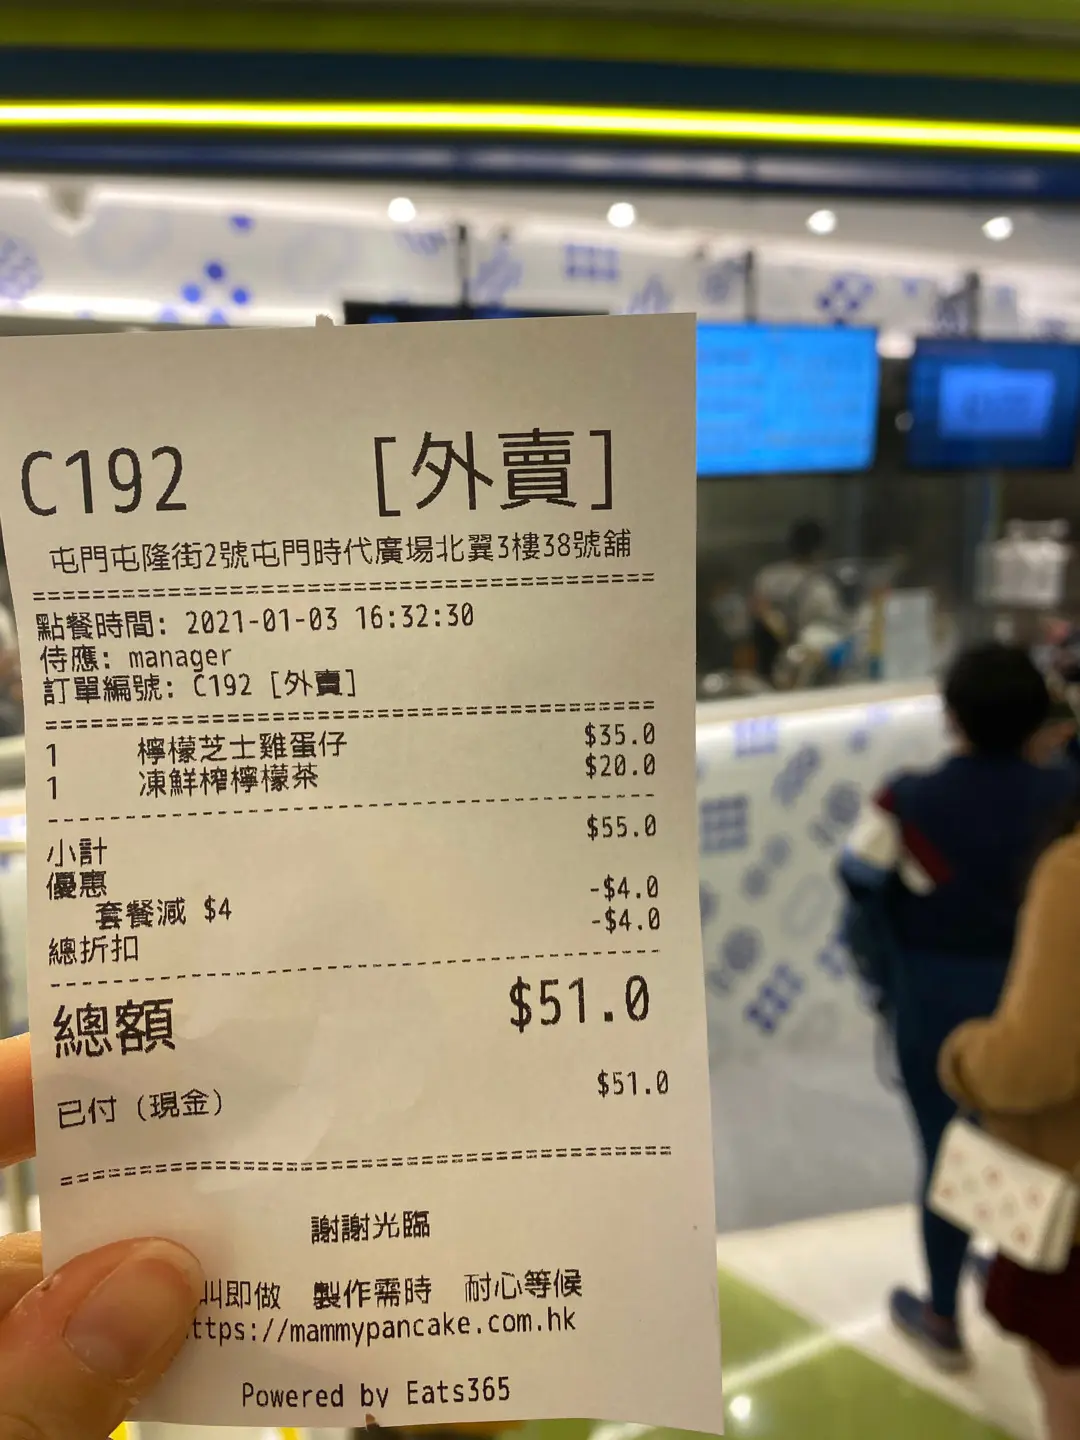 C192 [外賣]
屯門屯隆街2號屯門時代廣場北翼3樓38號舖
點餐時間: 2021-01-03 16:32:30
侍應: manager
訂單編號: C192 [外賣]
1 檸檬芝士雞蛋仔 $35.0
1 凍鮮榨檸檬茶 $20.0
小計 $55.0
優惠
套餐減 $4 -$4.0
總折扣 -$4.0
總額 $51.0
已付 (現金) $51.0
謝謝光臨
叫即做 製作需時 耐心等候
ttps://mammypancake.com.hk
Powered by Eats365